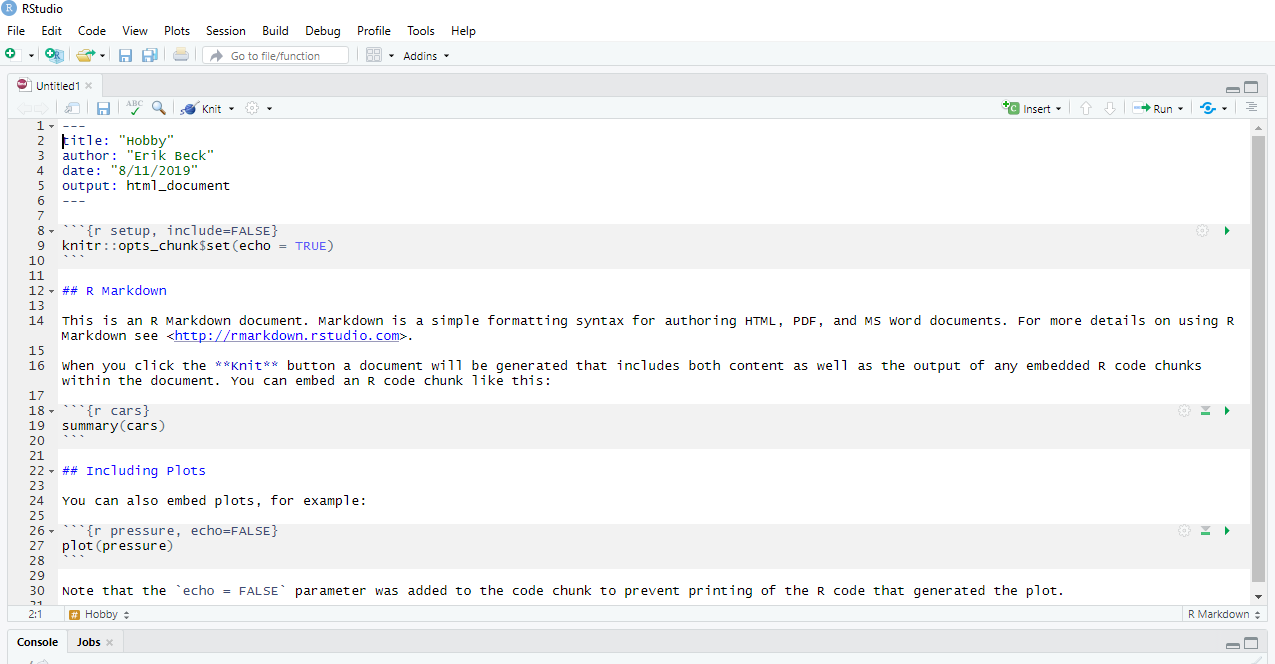 RStudio
File Edit Code View Plots Session Build Debug Profile Tools Help
Go to file/function Addins
Untitled1
ABC Knit Insert Run
1 ---
2 title: "Hobby"
3 author: "Erik Beck"
4 date: "8/11/2019"
5 output: html_document
6 ---
7
8 ```{r setup, include=FALSE}
9 knitr::opts_chunk$set(echo = TRUE)
10 ```
11
12 ## R Markdown
13
14 This is an R Markdown document. Markdown is a simple formatting syntax for authoring HTML, PDF, and MS Word documents. For more details on using R
Markdown see <http://rmarkdown.rstudio.com>.
15
16 When you click the **Knit** button a document will be generated that includes both content as well as the output of any embedded R code chunks
within the document. You can embed an R code chunk like this:
17
18 ```{r cars}
19 summary(cars)
20 ```
21
22 ## Including Plots
23
24 You can also embed plots, for example:
25
26 ```{r pressure, echo=FALSE}
27 plot(pressure)
28 ```
29
30 Note that the `echo = FALSE` parameter was added to the code chunk to prevent printing of the R code that generated the plot.
31
2:1 # Hobby R Markdown
Console Jobs